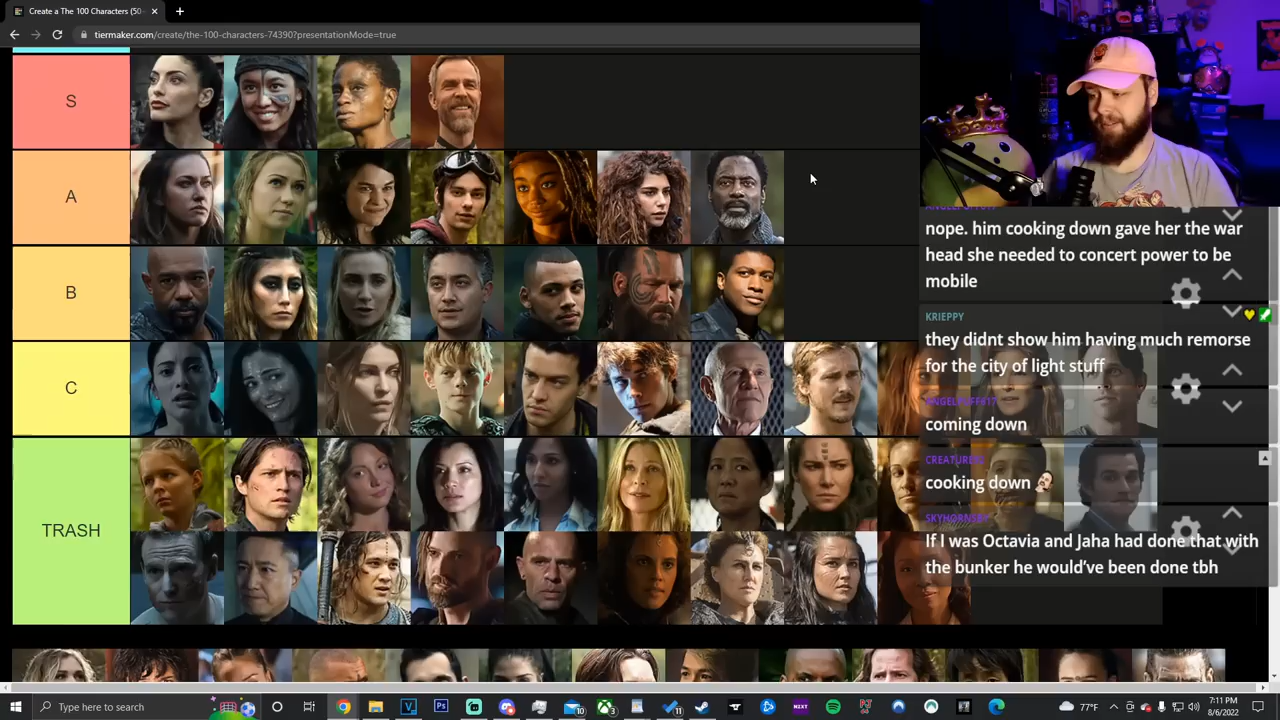 Create a The 100 Characters (50-
tiermaker.com/create/the-100-characters-74390?presentationMode=true
S
A
B
C
TRASH
nope. him cooking down gave her the war
head she needed to concert power to be
mobile
KRIEPPY
they didnt show him having much remorse
for the city of light stuff
coming down
cooking down
If I was Octavia and Jaha had done that with
the bunker he would've been done tbh
Type here to search
77°F
7:11 PM
8/6/2022